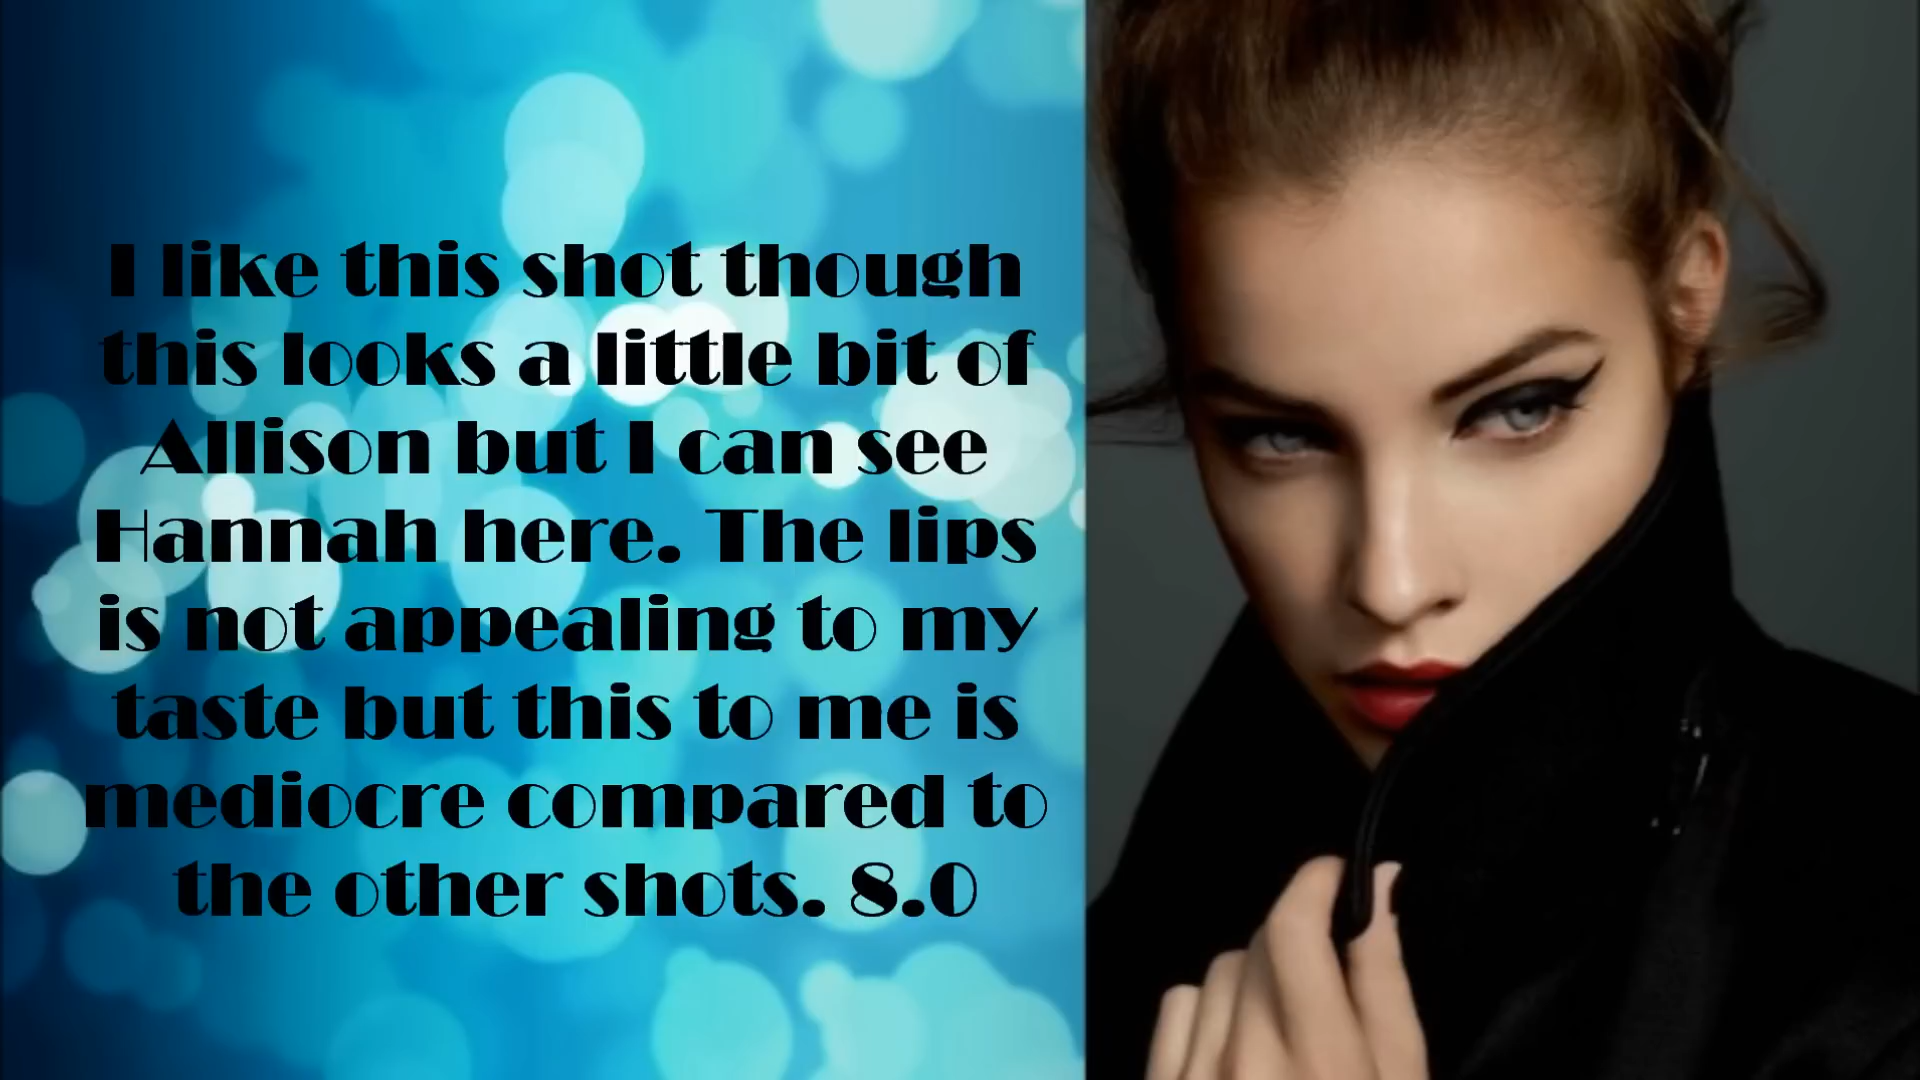 I like this shot though
this looks a little bit of
Allison but I can see
Hannah here. The lips
is not appealing to my
taste but this to me is
mediocre compared to
the other shots. 8.0